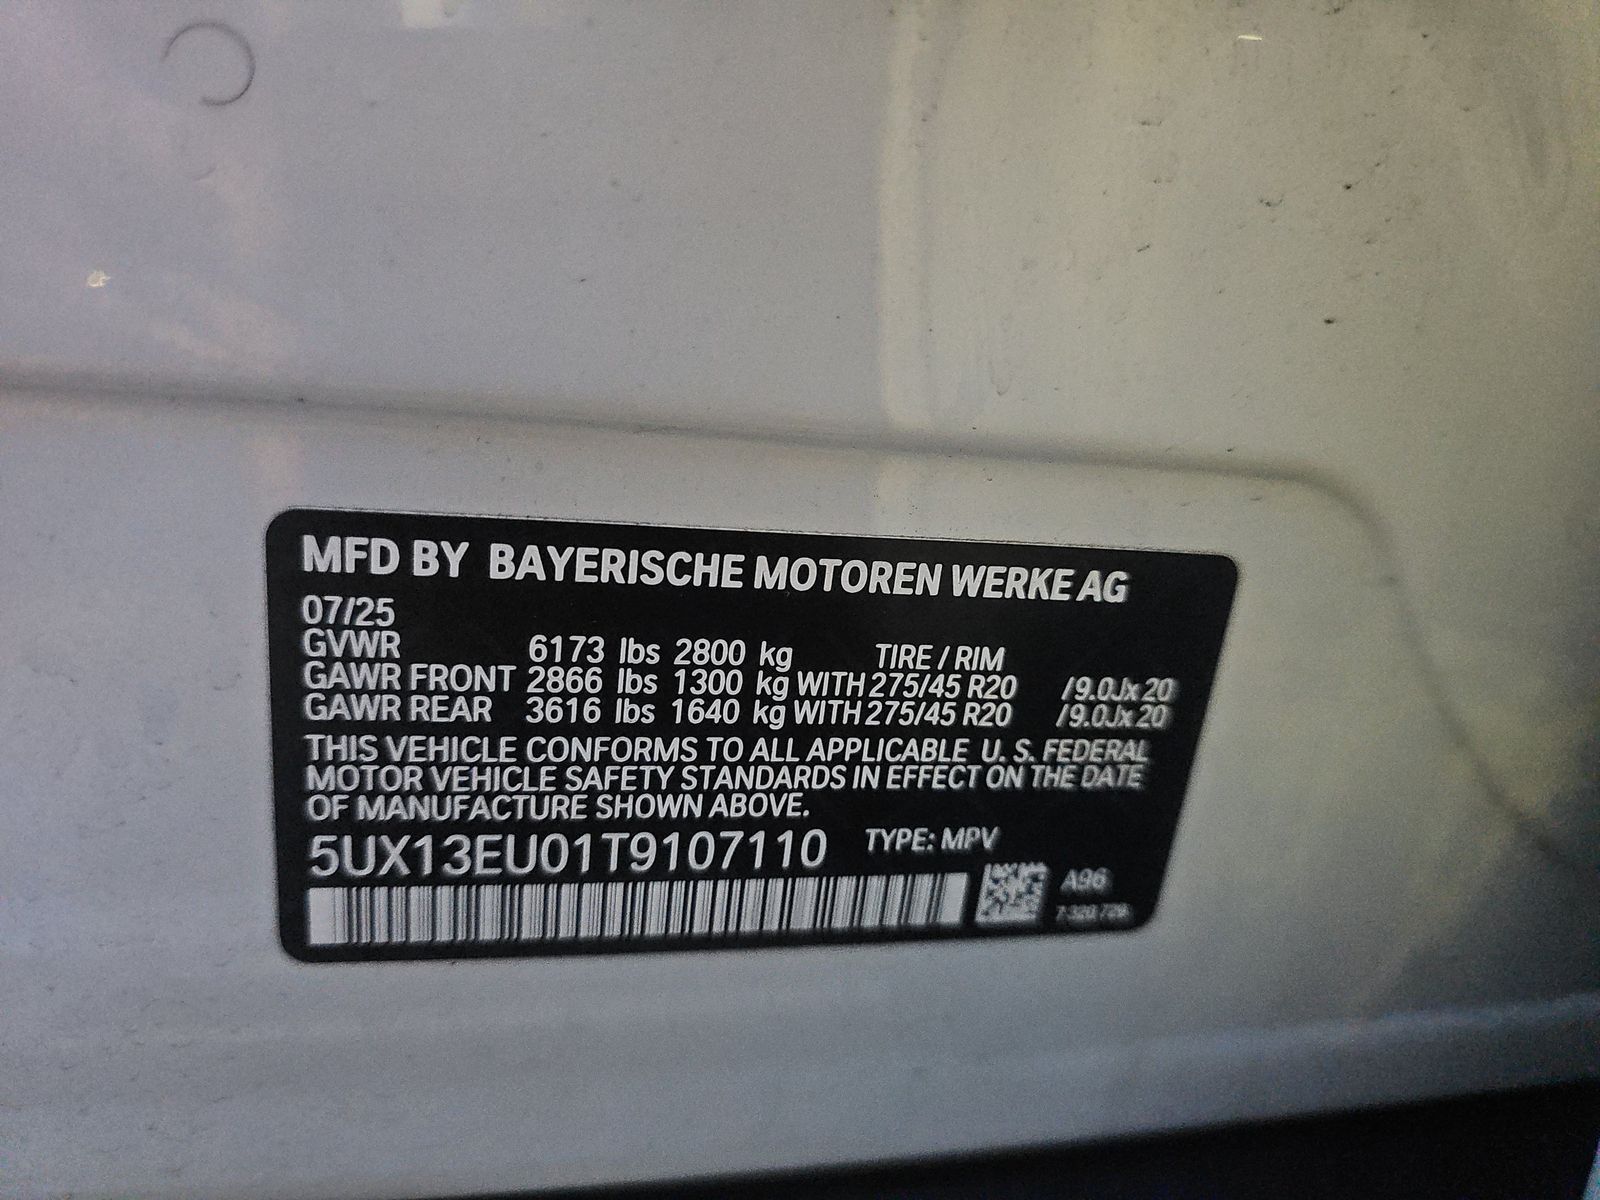 MFD BY BAYERISCHE MOTOREN WERKE AG
07/25
GVWR 6173 lbs 2800 kg TIRE / RIM
GAWR FRONT 2866 lbs 1300 kg WITH 275/45 R20 /9.0Jx20
GAWR REAR 3616 lbs 1640 kg WITH 275/45 R20 /9.0Jx20
THIS VEHICLE CONFORMS TO ALL APPLICABLE U. S. FEDERAL
MOTOR VEHICLE SAFETY STANDARDS IN EFFECT ON THE DATE
OF MANUFACTURE SHOWN ABOVE.
5UX13EU01T9107110 TYPE: MPV
A96